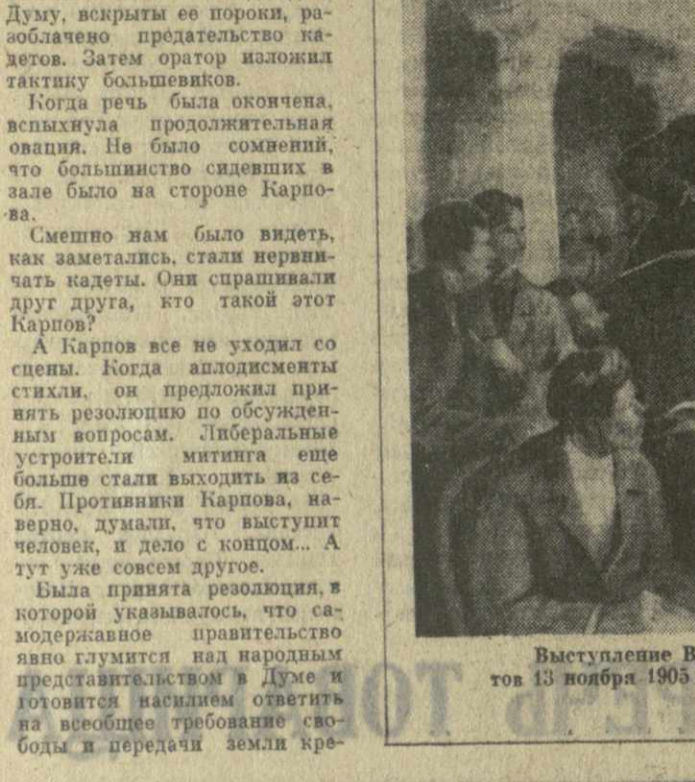 Думу, вскрыты ее пороки, ра-
зоблачено предательство ка-
детов. Затем оратор изложил
тактику большевиков.
Когда речь была окончена,
вспыхнула продолжительная
овация. Не было сомнений,
что большинство сидевших в
зале было на стороне Карпо-
ва.
Смешно нам было видеть,
как заметались, стали нервни-
чать кадеты. Они спрашивали
друг друга, кто такой этот
Карпов?
А Карпов все не уходил со
сцены. Когда аплодисменты
стихли, он предложил при-
нять резолюцию по обсужден-
ным вопросам. Либеральные
устроители митинга еще
больше стали выходить из се-
бя. Противники Карпова, на-
верно, думали, что выступит
человек, и дело с концом... А
тут уже совсем другое.
Была принята резолюция, в
которой указывалось, что са-
модержавное правительство
явно глумится над народным
представительством в Думе и
готовится насилием ответить
на всеобщее требование сво-
боды и передачи земли кре-
Выступление В
тов 13 ноября 1905